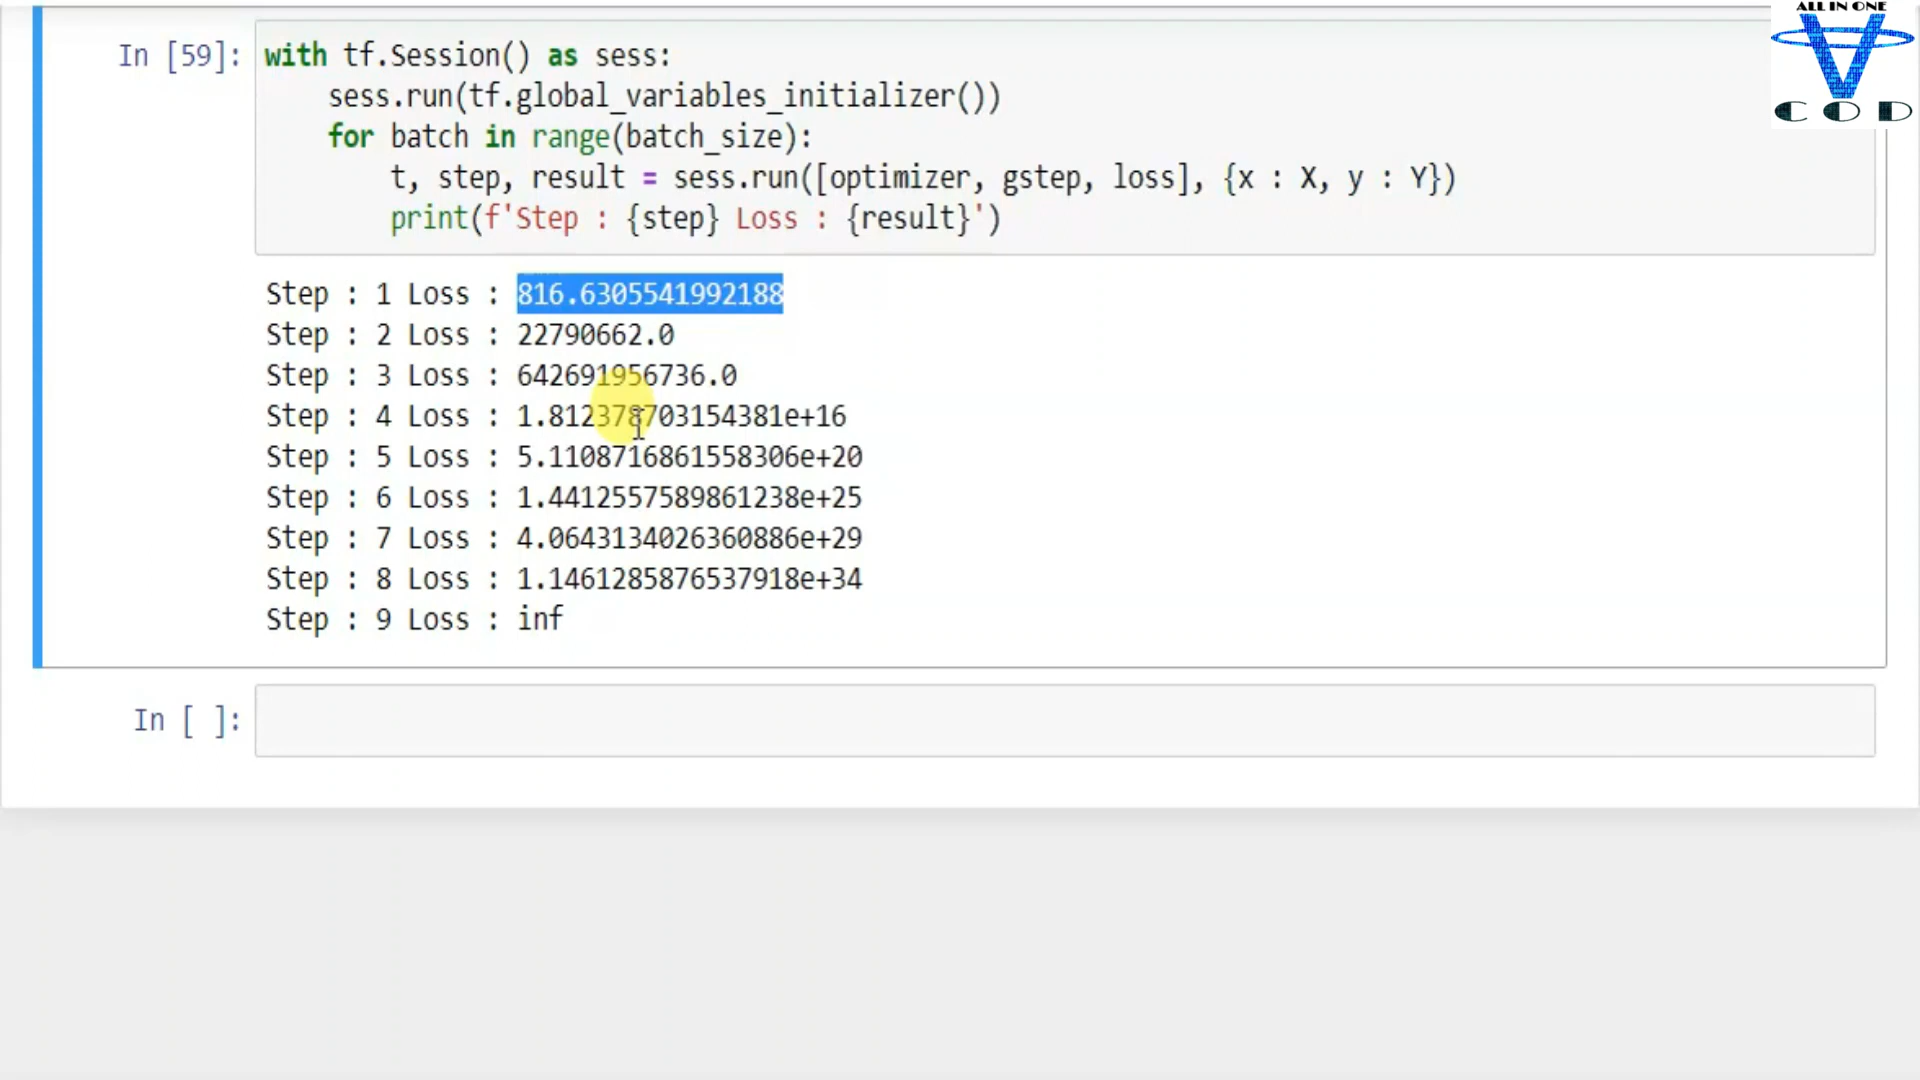 ALL IN ONE
COD
In [59]:
with tf.Session() as sess:
sess.run(tf.global_variables_initializer())
for batch in range(batch_size):
t, step, result = sess.run([optimizer, gstep, loss], {x : X, y : Y})
print(f'Step : {step} Loss : {result}')
Step : 1 Loss : 816.6305541992188
Step : 2 Loss : 22790662.0
Step : 3 Loss : 642691956736.0
Step : 4 Loss : 1.812378703154381e+16
Step : 5 Loss : 5.1108716861558306e+20
Step : 6 Loss : 1.4412557589861238e+25
Step : 7 Loss : 4.0643134026360886e+29
Step : 8 Loss : 1.1461285876537918e+34
Step : 9 Loss : inf
In [ ]: